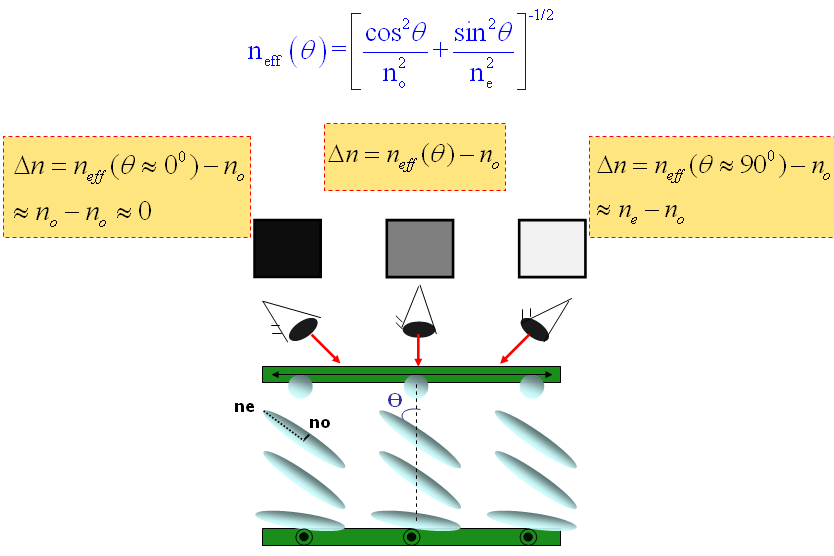 n_eff(θ)=[cos²θ/n_o² + sin²θ/n_e²]^-1/2
Δn = n_eff(θ ≈ 0⁰) − n_o
≈ n_o − n_o ≈ 0
Δn = n_eff(θ) − n_o
Δn = n_eff(θ ≈ 90⁰) − n_o
≈ n_e − n_o
ne
no
Θ